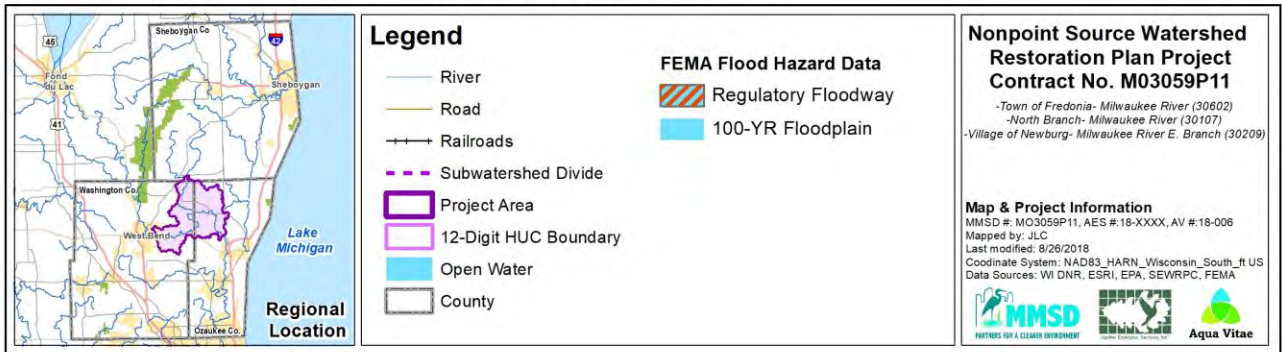 Sheboygan Co
45
42
Fond
du Lac
Sheboygan
41
Washington Co.
West Bend
Lake
Michigan
Regional
Location
Ozaukee Co.
Legend
River
Road
Railroads
Subwatershed Divide
Project Area
12-Digit HUC Boundary
Open Water
County
FEMA Flood Hazard Data
Regulatory Floodway
100-YR Floodplain
Nonpoint Source Watershed
Restoration Plan Project
Contract No. M03059P11
-Town of Fredonia- Milwaukee River (30602)
-North Branch- Milwaukee River (30107)
-Village of Newburg- Milwaukee River E. Branch (30209)
Map & Project Information
MMSD #: MO3059P11, AES #:18-XXXX, AV #:18-006
Mapped by: JLC
Last modified: 8/26/2018
Coodinate System: NAD83_HARN_Wisconsin_South_ft US
Data Sources: WI DNR, ESRI, EPA, SEWRPC, FEMA
MMSD
PARTNERS FOR A CLEANER ENVIRONMENT
Applied Ecological Services, Inc.
Aqua Vitae